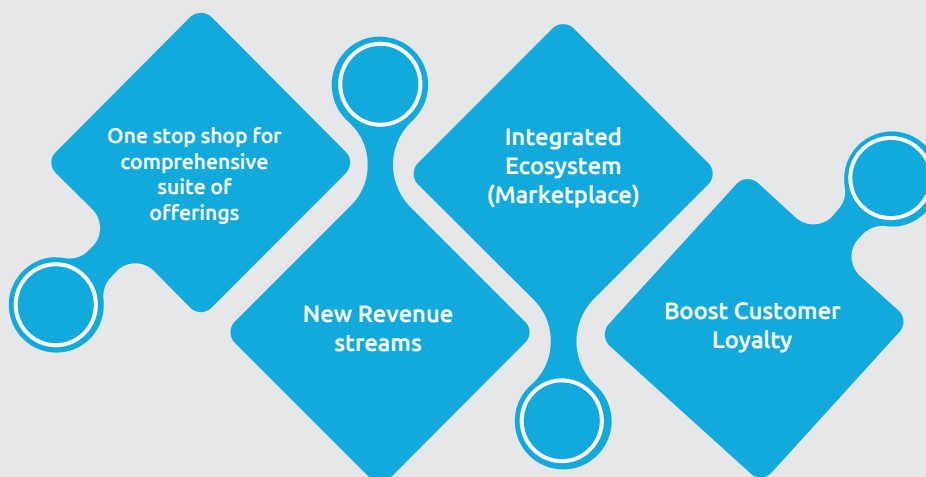 One stop shop for
comprehensive
suite of
offerings
New Revenue
streams
Integrated
Ecosystem
(Marketplace)
Boost Customer
Loyalty